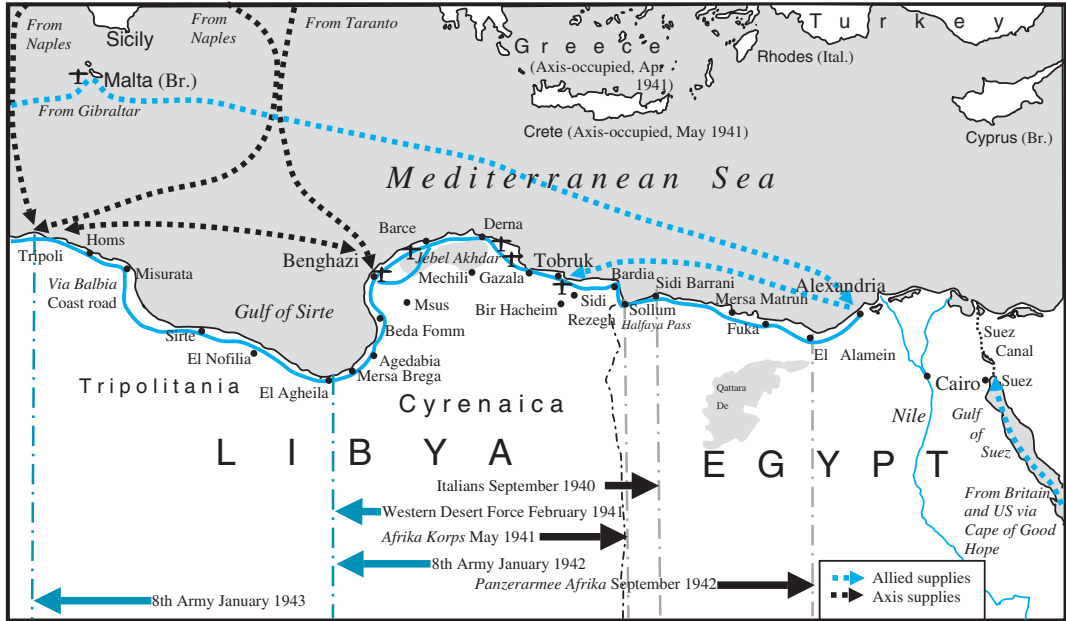 From
Naples
Sicily
From
Naples
From Taranto
Turkey
Greece
(Axis-occupied, Apr
1941)
Rhodes (Ital.)
Malta (Br.)
From Gibraltar
Crete (Axis-occupied, May 1941)
Cyprus (Br.)
Mediterranean Sea
Tripoli
Homs
Via Balbia
Coast road
Misurata
Gulf of Sirte
Sirte
El Nofilia
El Agheila
Tripolitania
Benghazi
Barce
Derna
Jebel Akhdar
Mechili
Gazala
Tobruk
Msus
Bir Hacheim
Sidi
Rezegh
Beda Fomm
Agedabia
Mersa Brega
Cyrenaica
Bardia
Sollum
Halfaya Pass
Sidi Barrani
Mersa Matruh
Fuka
Alexandria
El Alamein
Qattara
De
Suez
Canal
Cairo
Suez
Nile
Gulf
of
Suez
LIBYA
EGYPT
From Britain
and US via
Cape of Good
Hope
Italians September 1940
Western Desert Force February 1941
Afrika Korps May 1941
8th Army January 1942
Panzerarmee Afrika September 1942
8th Army January 1943
Allied supplies
Axis supplies